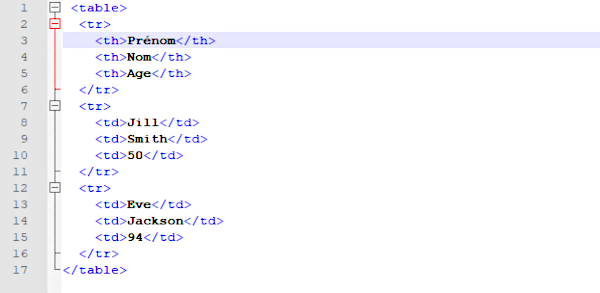 1 <table>
2 <tr>
3 <th>Prénom</th>
4 <th>Nom</th>
5 <th>Age</th>
6 </tr>
7 <tr>
8 <td>Jill</td>
9 <td>Smith</td>
10 <td>50</td>
11 </tr>
12 <tr>
13 <td>Eve</td>
14 <td>Jackson</td>
15 <td>94</td>
16 </tr>
17 </table>